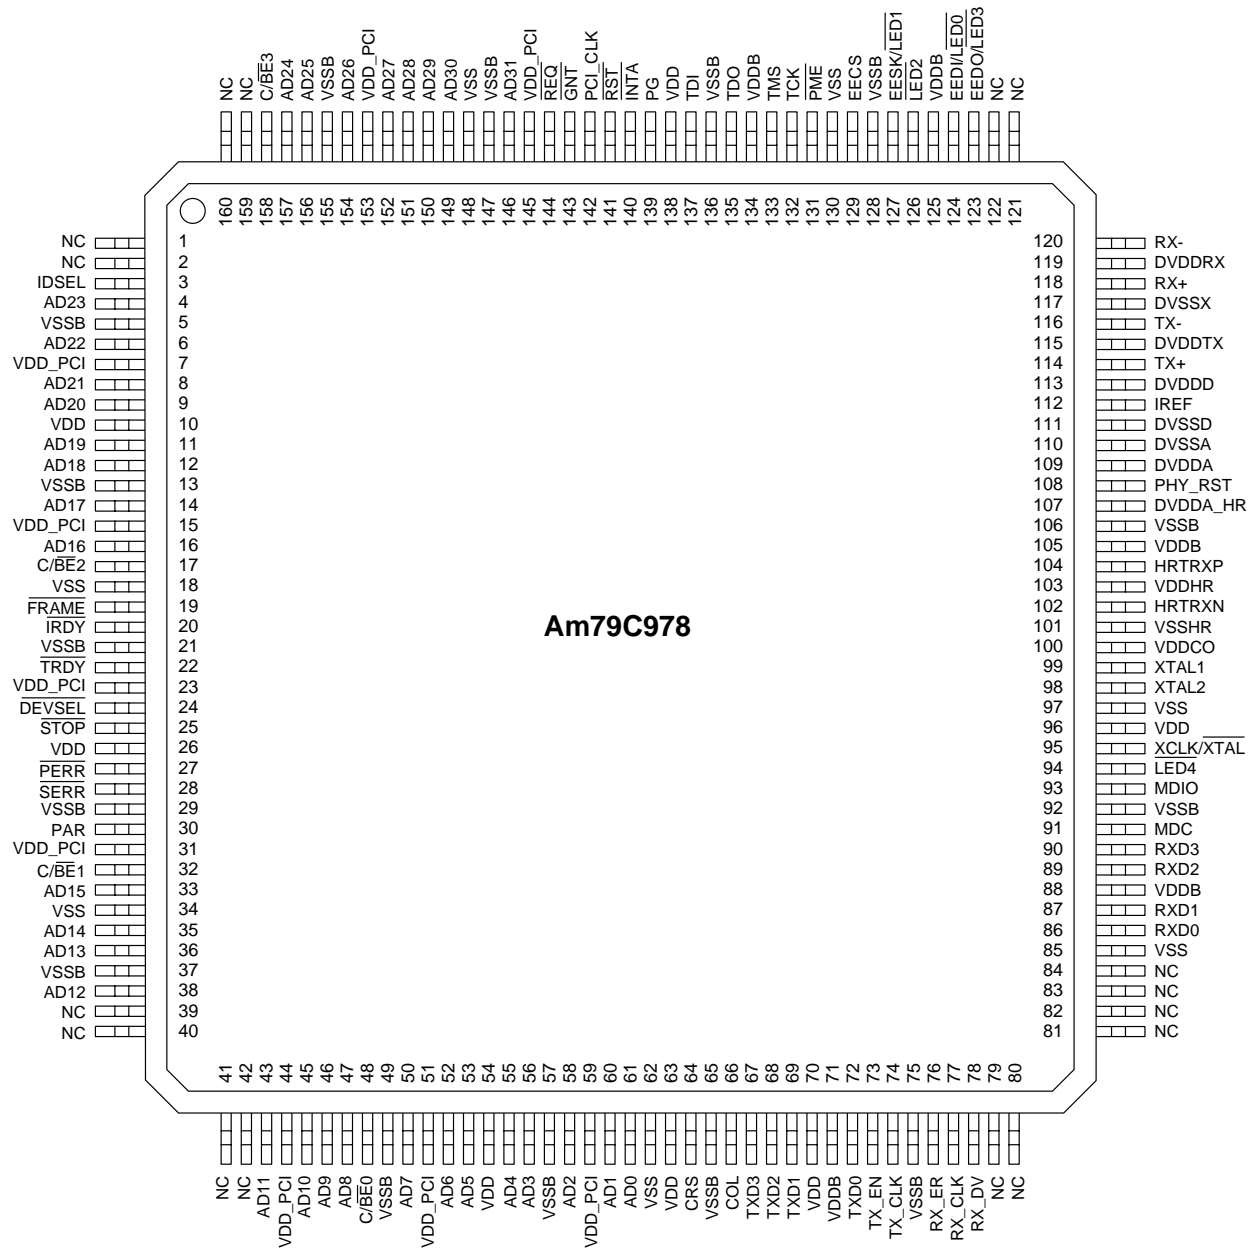 NC
NC
C/BE3
AD24
AD25
VSSB
AD26
VDD_PCI
AD27
AD28
AD29
AD30
VSS
VSSB
AD31
VDD_PCI
REQ
GNT
PCI_CLK
RST
INTA
PG
VDD
TDI
VSSB
TDO
VDDB
TMS
TCK
PME
VSS
EECS
VSSB
EESK/LED1
LED2
VDDB
EEDI/LED0
EEDO/LED3
NC
NC
160 159 158 157 156 155 154 153 152 151 150 149 148 147 146 145 144 143 142 141 140 139 138 137 136 135 134 133 132 131 130 129 128 127 126 125 124 123 122 121
NC 1
NC 2
IDSEL 3
AD23 4
VSSB 5
AD22 6
VDD_PCI 7
AD21 8
AD20 9
VDD 10
AD19 11
AD18 12
VSSB 13
AD17 14
VDD_PCI 15
AD16 16
C/BE2 17
VSS 18
FRAME 19
IRDY 20
VSSB 21
TRDY 22
VDD_PCI 23
DEVSEL 24
STOP 25
VDD 26
PERR 27
SERR 28
VSSB 29
PAR 30
VDD_PCI 31
C/BE1 32
AD15 33
VSS 34
AD14 35
AD13 36
VSSB 37
AD12 38
NC 39
NC 40
Am79C978
120 RX-
119 DVDDRX
118 RX+
117 DVSSX
116 TX-
115 DVDDTX
114 TX+
113 DVDDD
112 IREF
111 DVSSD
110 DVSSA
109 DVDDA
108 PHY_RST
107 DVDDA_HR
106 VSSB
105 VDDB
104 HRTRXP
103 VDDHR
102 HRTRXN
101 VSSHR
100 VDDCO
99 XTAL1
98 XTAL2
97 VSS
96 VDD
95 XCLK/XTAL
94 LED4
93 MDIO
92 VSSB
91 MDC
90 RXD3
89 RXD2
88 VDDB
87 RXD1
86 RXD0
85 VSS
84 NC
83 NC
82 NC
81 NC
41 42 43 44 45 46 47 48 49 50 51 52 53 54 55 56 57 58 59 60 61 62 63 64 65 66 67 68 69 70 71 72 73 74 75 76 77 78 79 80
NC
NC
AD11
VDD_PCI
AD10
AD9
AD8
C/BE0
VSSB
AD7
VDD_PCI
AD6
AD5
VDD
AD4
AD3
VSSB
AD2
VDD_PCI
AD1
AD0
VSS
VDD
CRS
VSSB
COL
TXD3
TXD2
TXD1
VDD
VDDB
TXD0
TX_EN
TX_CLK
VSSB
RX_ER
RX_CLK
RX_DV
NC
NC